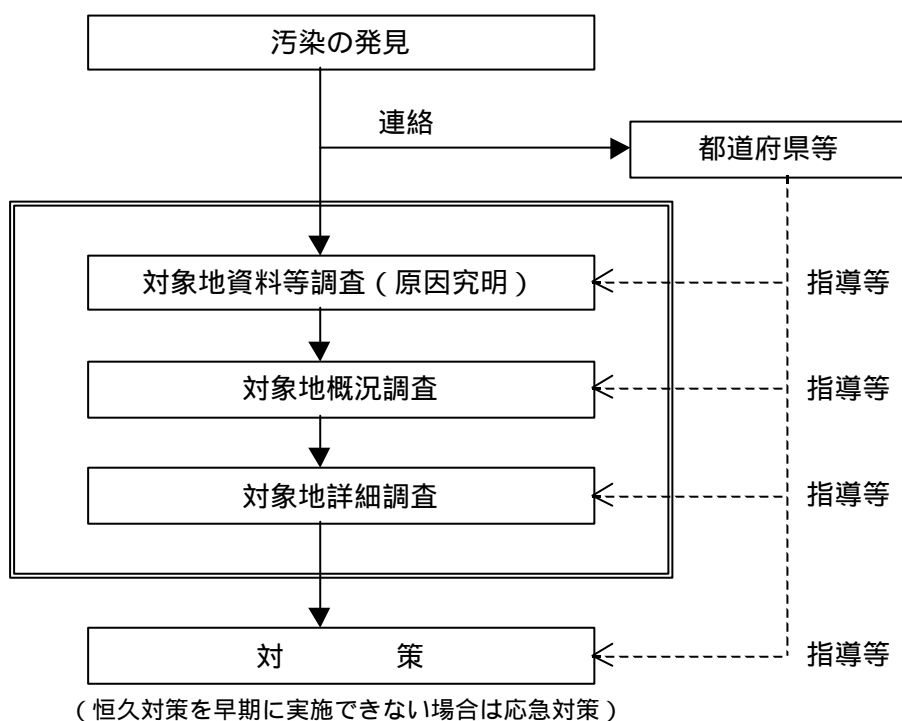 汚染の発見
連絡
都道府県等
対象地資料等調査(原因究明)
指導等
対象地概況調査
指導等
対象地詳細調査
指導等
対 策
指導等
(恒久対策を早期に実施できない場合は応急対策)